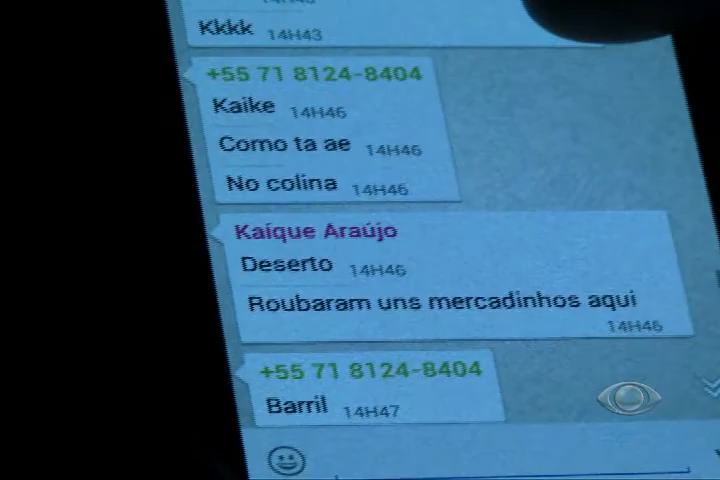 Kkkk 14H43
+55 71 8124-8404
Kaike 14H46
Como ta ae 14H46
No colina 14H46
Kaíque Araújo
Deserto 14H46
Roubaram uns mercadinhos aqui
14H46
+55 71 8124-8404
Barril 14H47